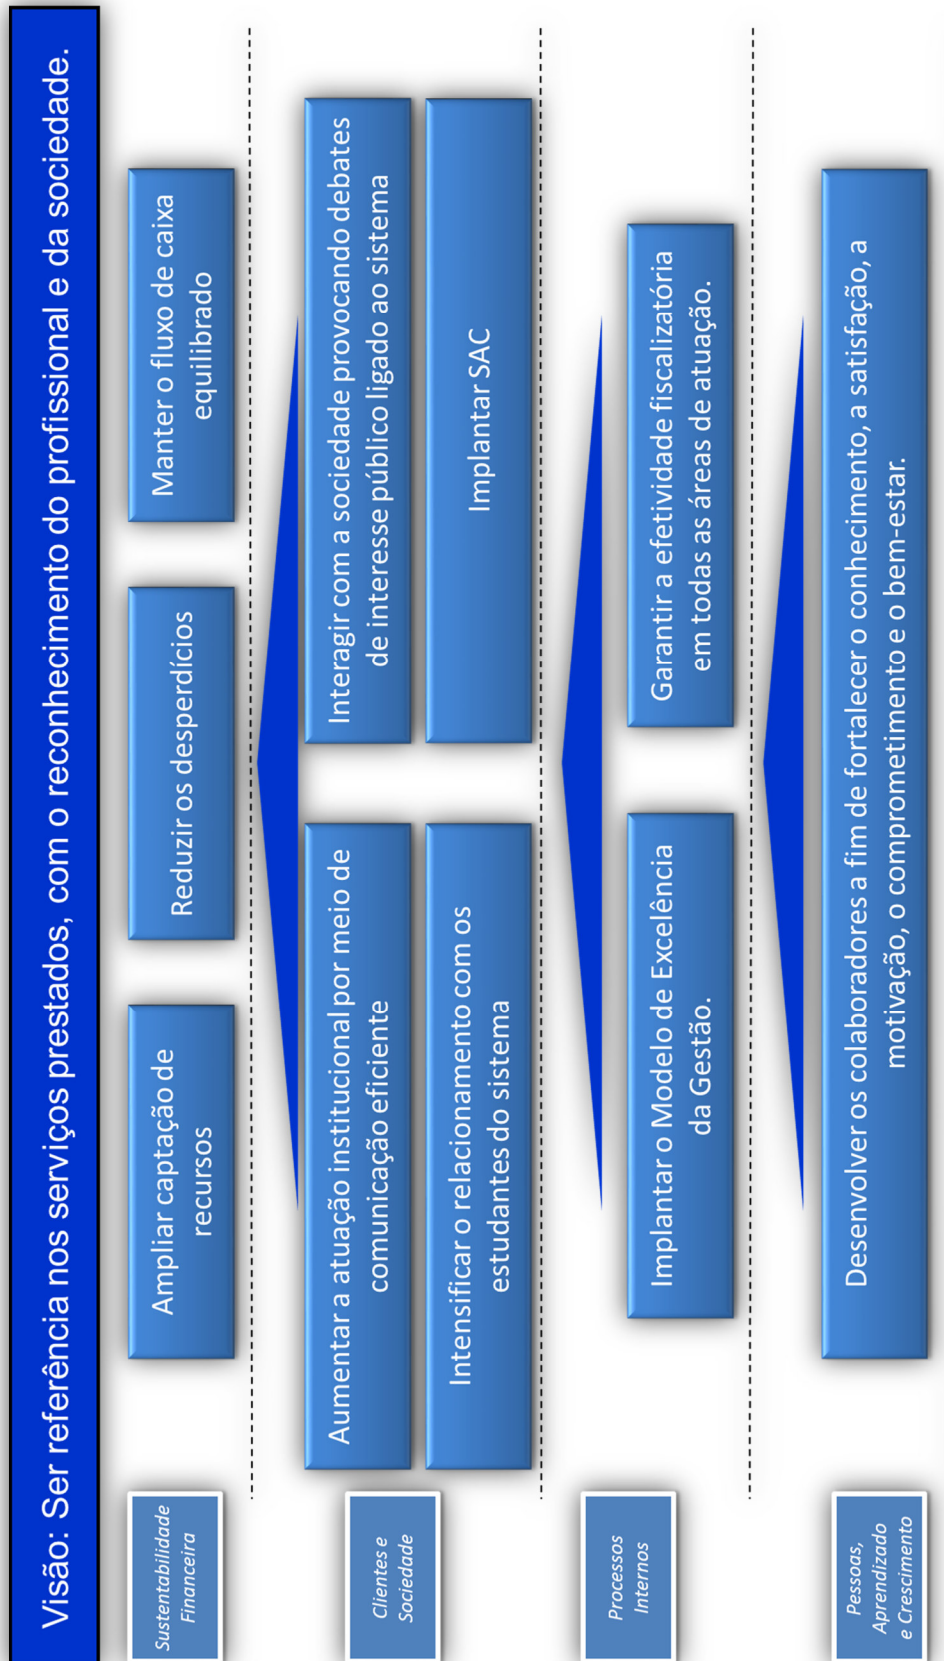 Visão: Ser referência nos serviços prestados, com o reconhecimento do profissional e da sociedade.
Sustentabilidade
Financeira
Ampliar captação de
recursos
Reduzir os desperdícios
Manter o fluxo de caixa
equilibrado
Clientes e
Sociedade
Aumentar a atuação institucional por meio de
comunicação eficiente
Interagir com a sociedade provocando debates
de interesse público ligado ao sistema
Intensificar o relacionamento com os
estudantes do sistema
Implantar SAC
Processos
Internos
Implantar o Modelo de Excelência
da Gestão.
Garantir a efetividade fiscalizatória
em todas as áreas de atuação.
Pessoas,
Aprendizado
e Crescimento
Desenvolver os colaboradores a fim de fortalecer o conhecimento, a satisfação, a
motivação, o comprometimento e o bem-estar.